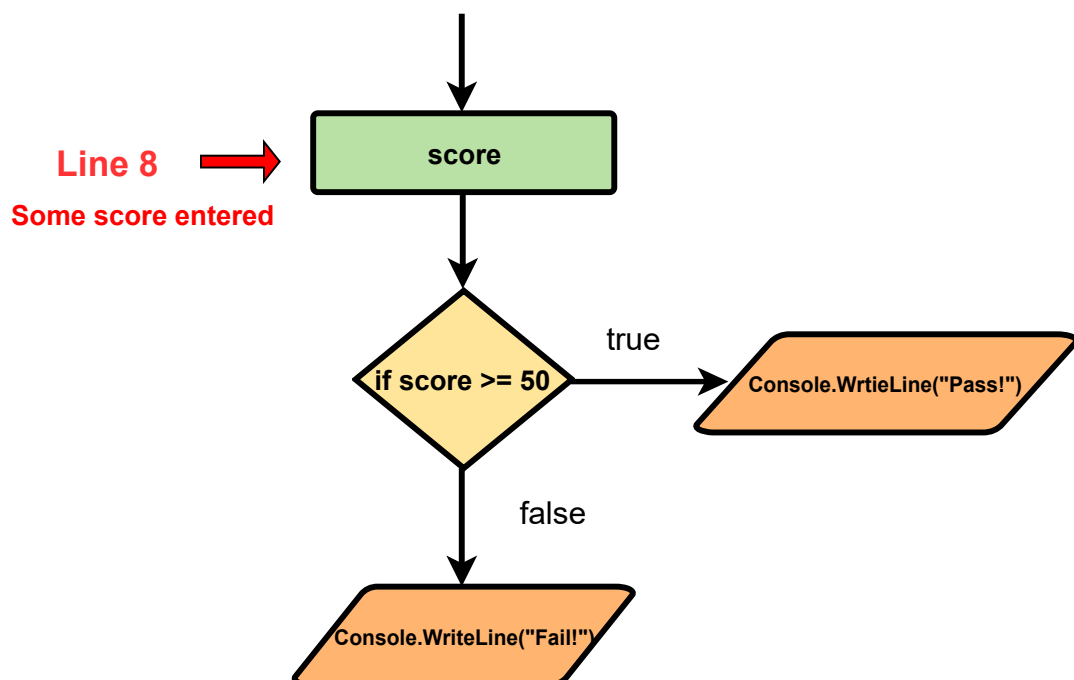 score
Line 8
Some score entered
if score >= 50
true
Console.WrtieLine("Pass!")
false
Console.WriteLine("Fail!")